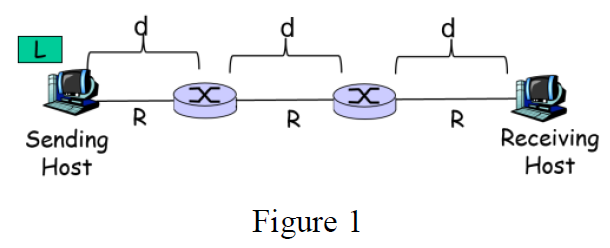 d d d
L
R R R
Sending
Host
Receiving
Host
Figure 1